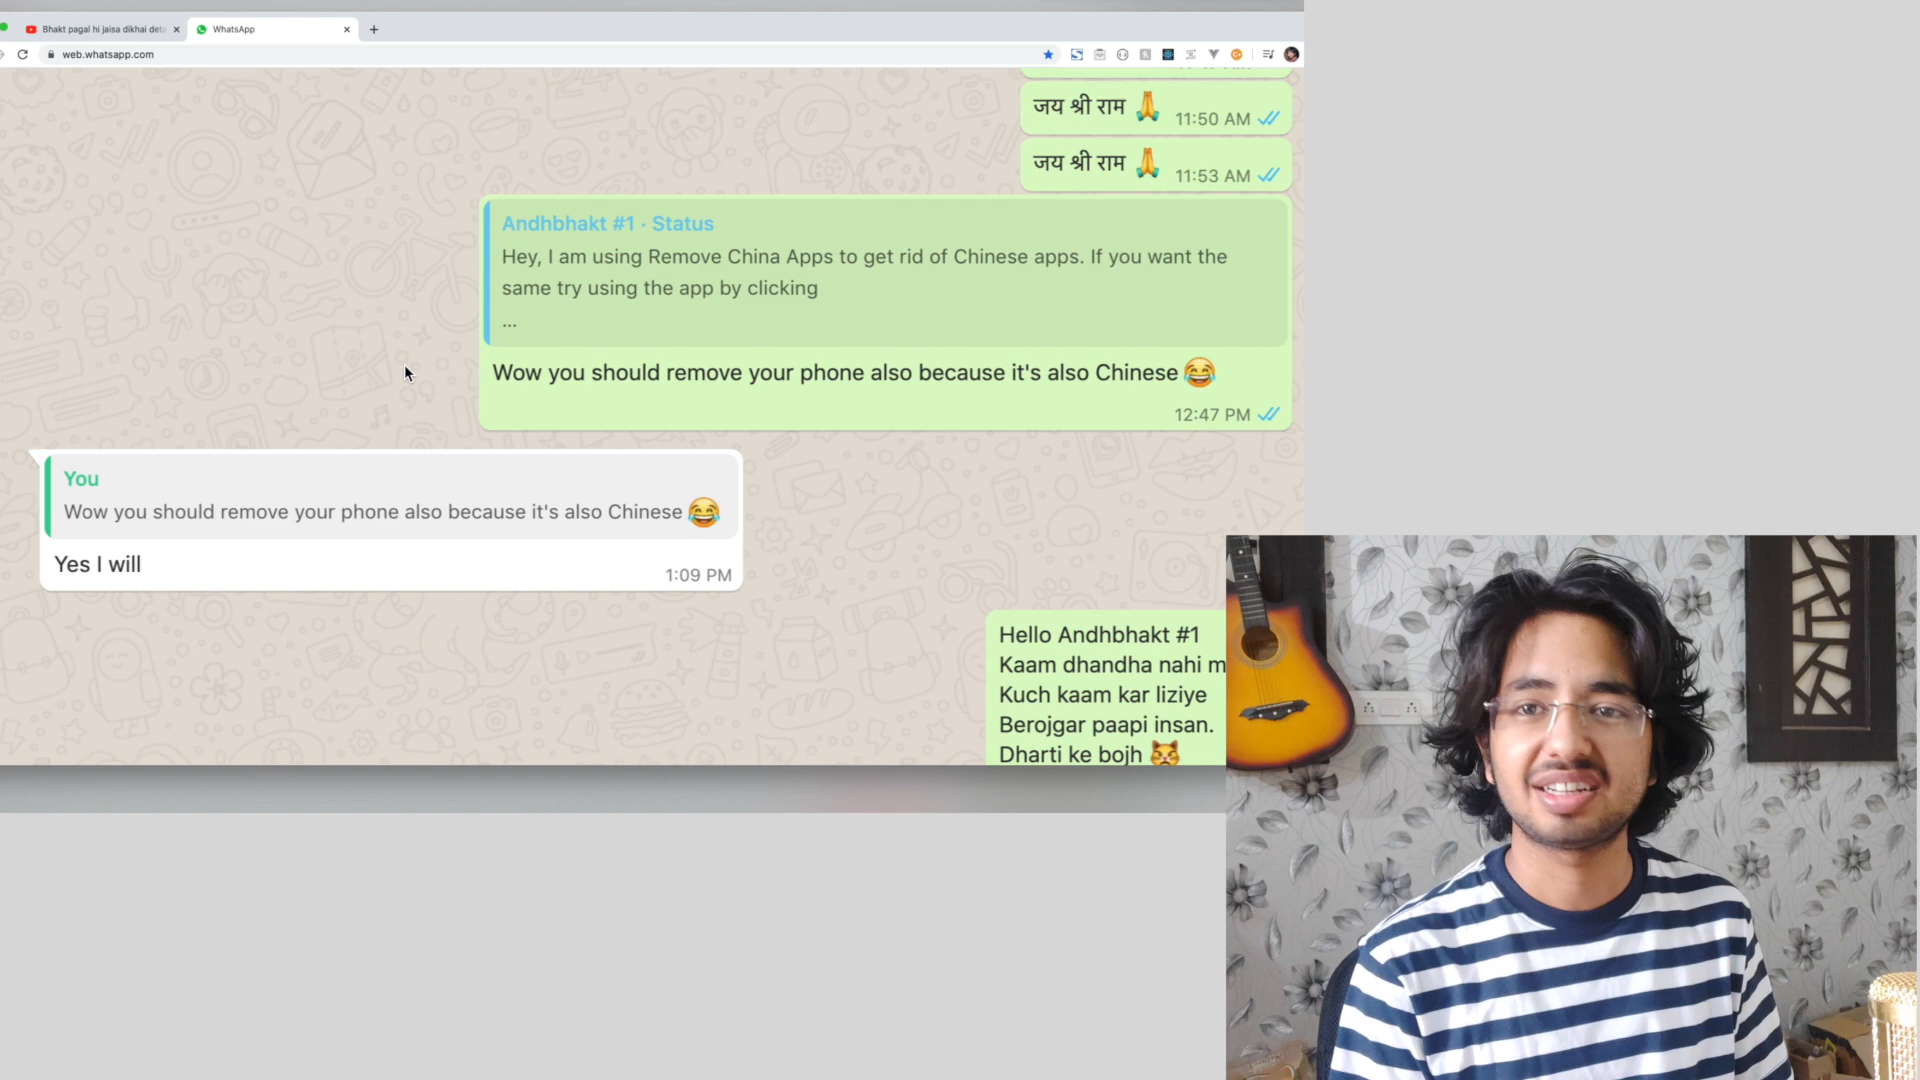 Bhakt pagal hi jaisa dikhai deta
WhatsApp
web.whatsapp.com
जय श्री राम 🙏 11:50 AM
जय श्री राम 🙏 11:53 AM
Andhbhakt #1 · Status
Hey, I am using Remove China Apps to get rid of Chinese apps. If you want the
same try using the app by clicking
...
Wow you should remove your phone also because it's also Chinese 😂
12:47 PM
You
Wow you should remove your phone also because it's also Chinese 😂
Yes I will
1:09 PM
Hello Andhbhakt #1
Kaam dhandha nahi m
Kuch kaam kar liziye
Berojgar paapi insan.
Dharti ke bojh 😾